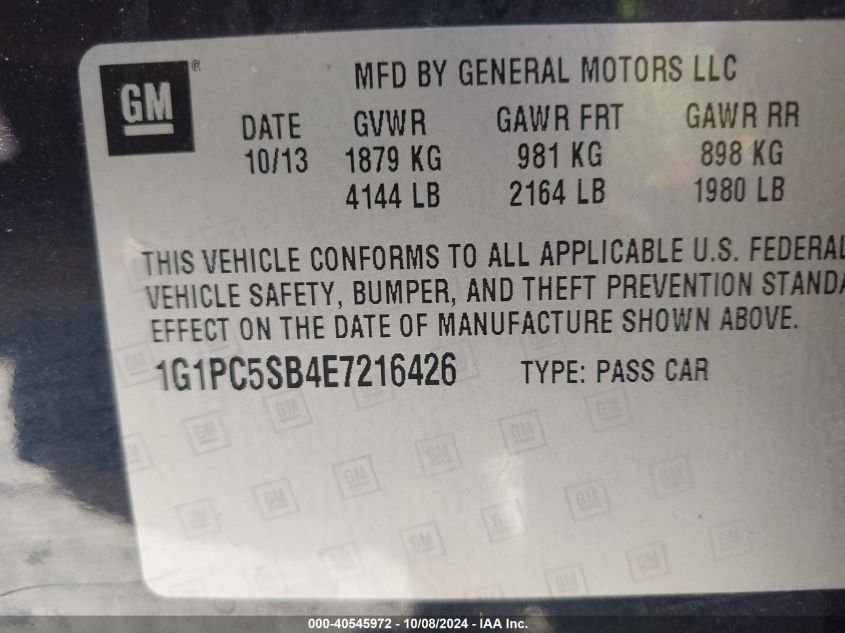 GM ®
MFD BY GENERAL MOTORS LLC
DATE GVWR GAWR FRT GAWR RR
10/13 1879 KG 981 KG 898 KG
4144 LB 2164 LB 1980 LB
THIS VEHICLE CONFORMS TO ALL APPLICABLE U.S. FEDERAL
VEHICLE SAFETY, BUMPER, AND THEFT PREVENTION STANDA
EFFECT ON THE DATE OF MANUFACTURE SHOWN ABOVE.
1G1PC5SB4E7216426 TYPE: PASS CAR
000-40545972 - 10/08/2024 - IAA Inc.